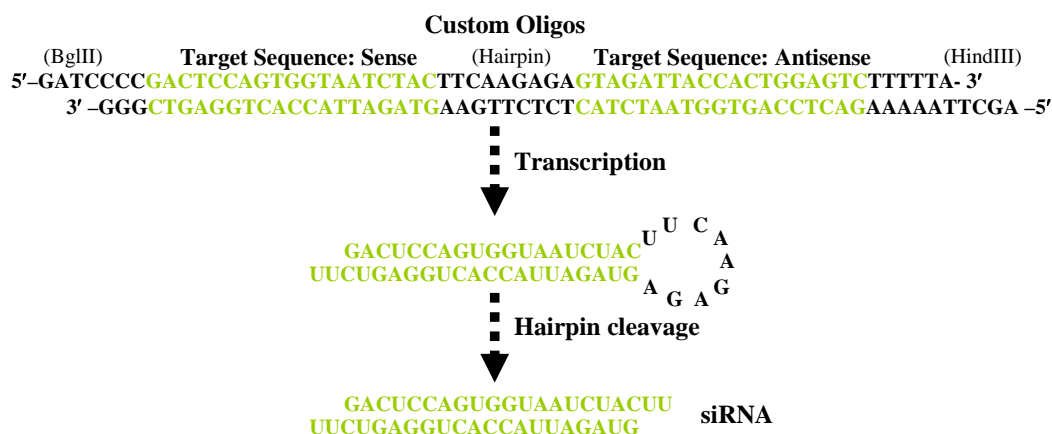 Custom Oligos
(BglII) Target Sequence: Sense (Hairpin) Target Sequence: Antisense (HindIII)
5′–GATCCCCGACTCCAGTGGTAATCTACTTCAAGAGAGTAGATTACCACTGGAGTCTTTTTA- 3′
3′ –GGGCTGAGGTCACCATTAGATGAAGTTCTCTCATCTAATGGTGACCTCAGAAAAATTCGA –5′
Transcription
GACUCCAGUGGUAAUCUACUUCAAGAGA
UUCUGAGGUCACCAUUAGAUG
Hairpin cleavage
GACUCCAGUGGUAAUCUACUU
UUCUGAGGUCACCAUUAGAUG
siRNA